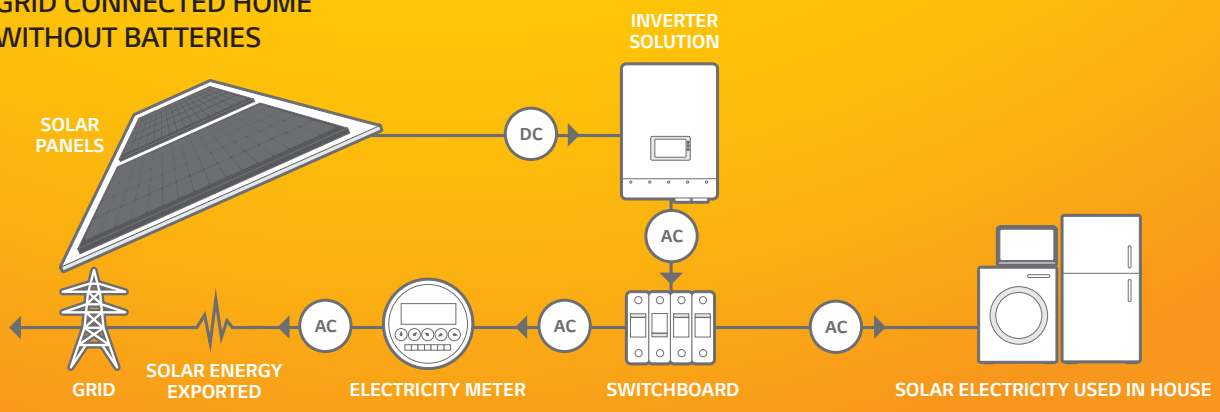 GRID CONNECTED HOME
WITHOUT BATTERIES
INVERTER
SOLUTION
SOLAR
PANELS
DC
AC
AC
AC
AC
GRID
SOLAR ENERGY
EXPORTED
ELECTRICITY METER
SWITCHBOARD
SOLAR ELECTRICITY USED IN HOUSE